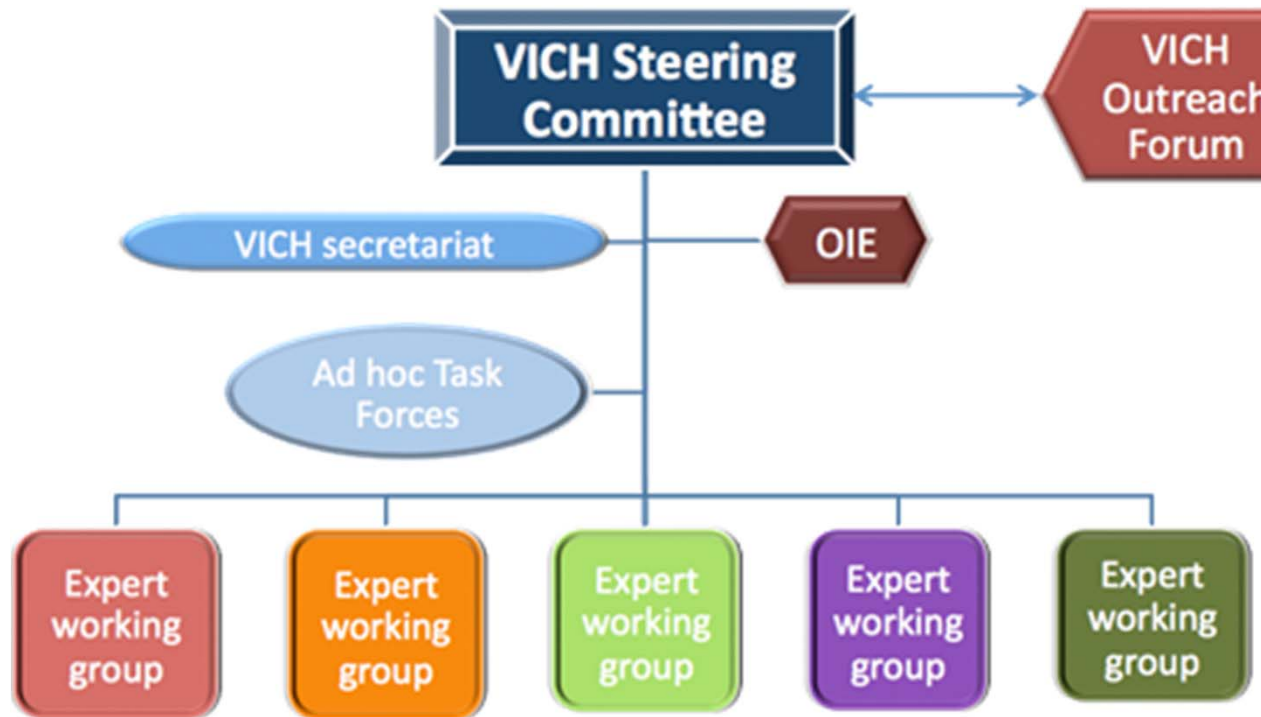 VICH Steering
Committee
VICH
Outreach
Forum
VICH secretariat
OIE
Ad hoc Task
Forces
Expert
working
group
Expert
working
group
Expert
working
group
Expert
working
group
Expert
working
group